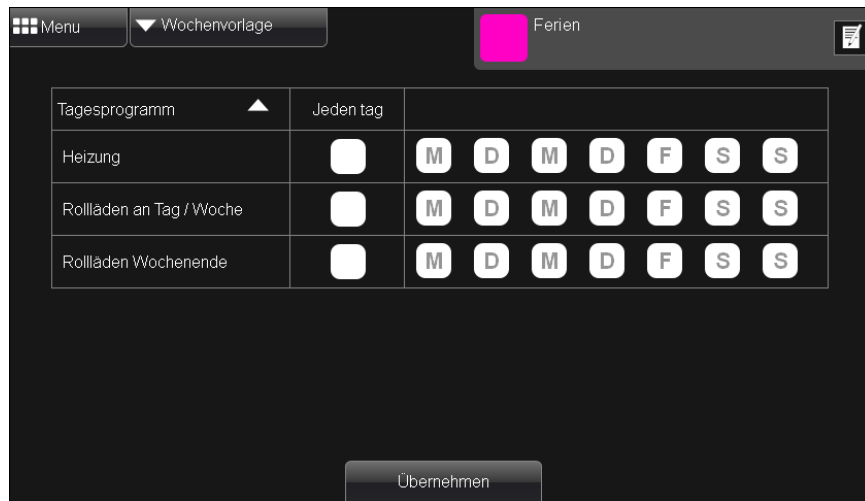 Menu
Wochenvorlage
Ferien
Tagesprogramm Jeden tag
Heizung M D M D F S S
Rollläden an Tag / Woche M D M D F S S
Rollläden Wochenende M D M D F S S
Übernehmen